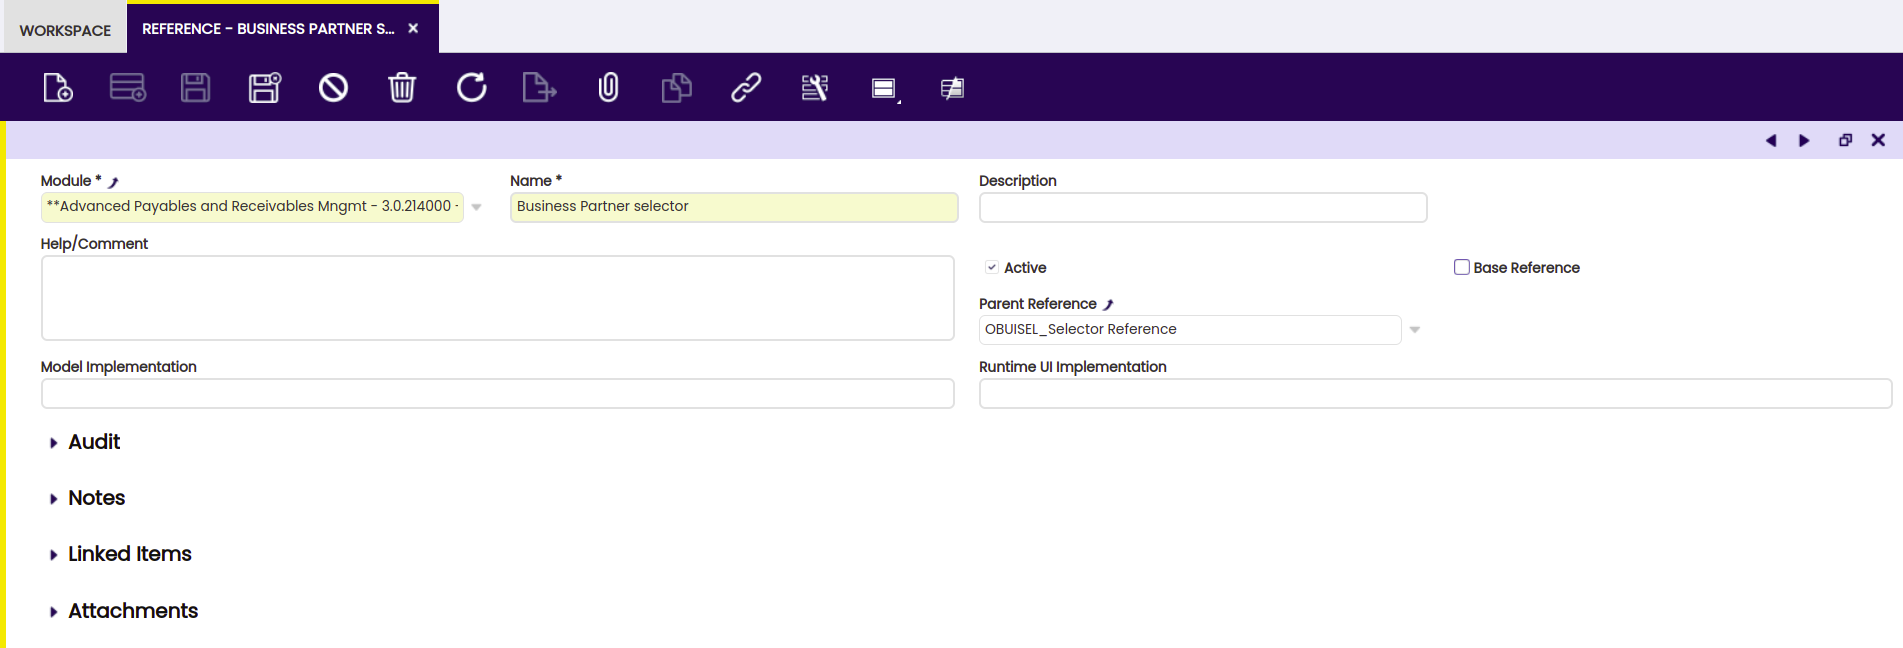 WORKSPACE
REFERENCE - BUSINESS PARTNER S...
Module *
Name *
Description
**Advanced Payables and Receivables Mngmt - 3.0.214000 -
Business Partner selector
Help/Comment
Active
Base Reference
Parent Reference
OBUISEL_Selector Reference
Model Implementation
Runtime UI Implementation
Audit
Notes
Linked Items
Attachments